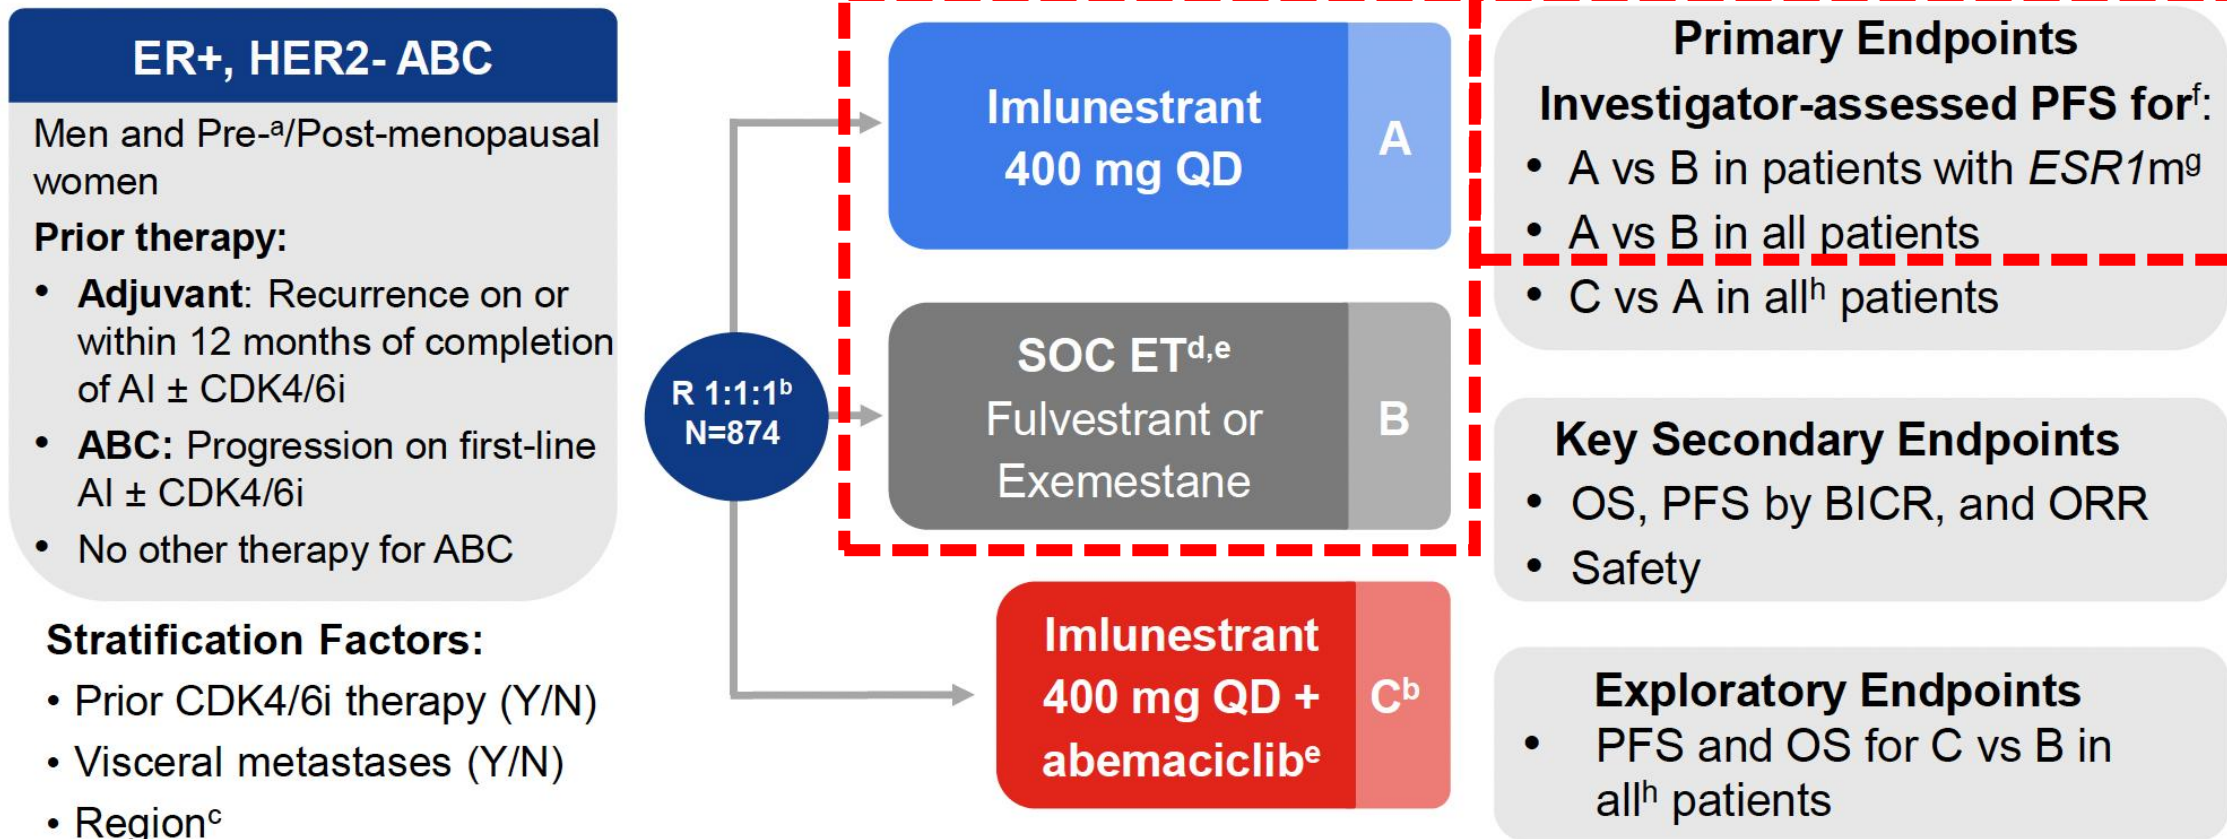 ER+, HER2- ABC
Men and Pre-ᵃ/Post-menopausal
women
Prior therapy:
• Adjuvant: Recurrence on or
within 12 months of completion
of AI ± CDK4/6i
• ABC: Progression on first-line
AI ± CDK4/6i
• No other therapy for ABC
Stratification Factors:
• Prior CDK4/6i therapy (Y/N)
• Visceral metastases (Y/N)
• Regionᶜ
R 1:1:1ᵇ
N=874
Imlunestrant
400 mg QD
A
SOC ETᵈ,ᵉ
Fulvestrant or
Exemestane
B
Imlunestrant
400 mg QD +
abemaciclibᵉ
Cᵇ
Primary Endpoints
Investigator-assessed PFS forᶠ:
• A vs B in patients with ESR1mᵍ
• A vs B in all patients
• C vs A in allʰ patients
Key Secondary Endpoints
• OS, PFS by BICR, and ORR
• Safety
Exploratory Endpoints
• PFS and OS for C vs B in
allʰ patients